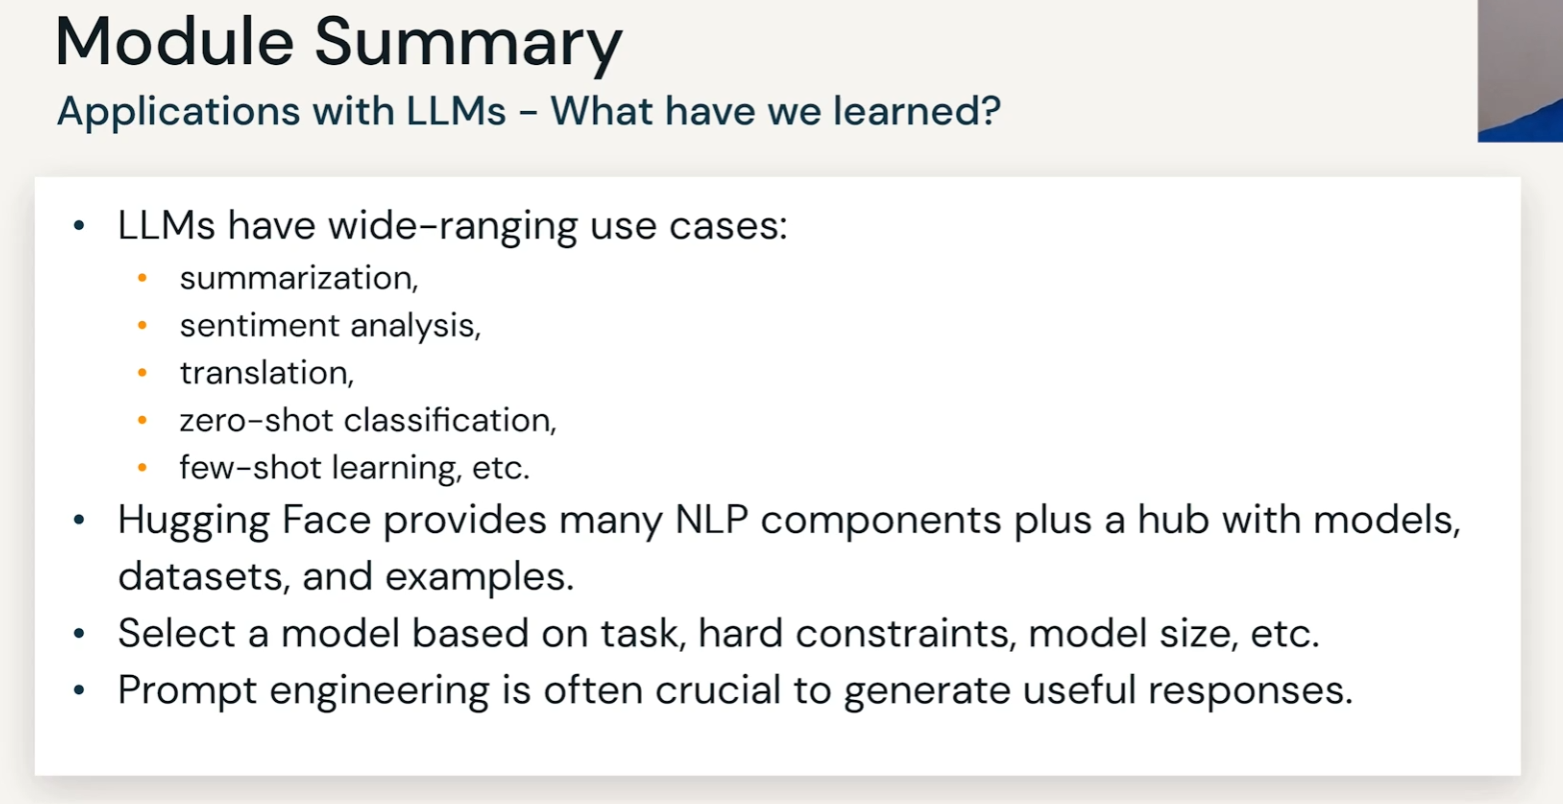 Module Summary
Applications with LLMs – What have we learned?
• LLMs have wide-ranging use cases:
• summarization,
• sentiment analysis,
• translation,
• zero-shot classification,
• few-shot learning, etc.
• Hugging Face provides many NLP components plus a hub with models,
datasets, and examples.
• Select a model based on task, hard constraints, model size, etc.
• Prompt engineering is often crucial to generate useful responses.